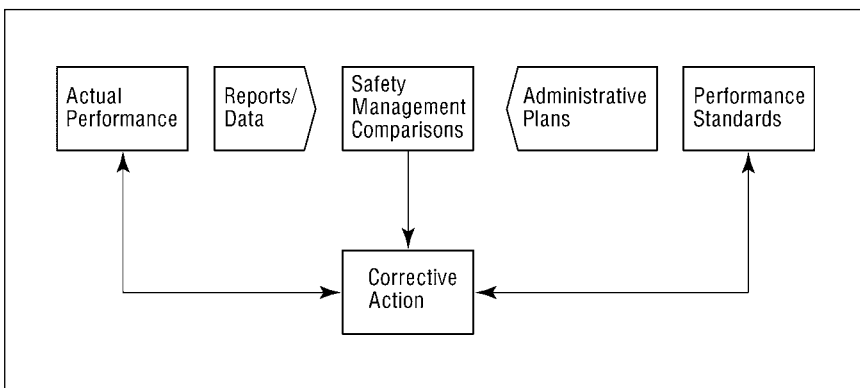 Actual
Performance
Reports/
Data
Safety
Management
Comparisons
Administrative
Plans
Performance
Standards
Corrective
Action